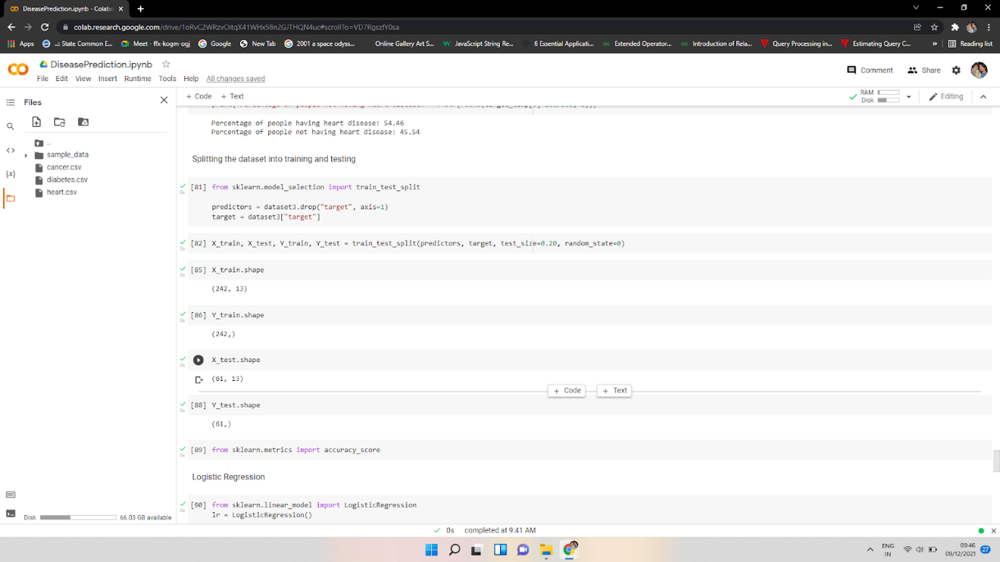 DiseasePrediction.ipynb - Colab
colab.research.google.com/drive/1oRvC2WRzvOitqX41WHx58n2GJTHQN4uc#scrollTo=VD7RgszfY0sa
Apps ..:: State Common E... Meet - ffx-kogm-ogj Google New Tab 2001 a space odyss... Online Gallery Art S... JavaScript String Re... 6 Essential Applicati... Extended Operator... Introduction of Rela... Query Processing in... Estimating Query C... » Reading list
DiseasePrediction.ipynb
File Edit View Insert Runtime Tools Help All changes saved
Comment Share
Files
+ Code + Text
RAM
Disk
Editing
..
sample_data
cancer.csv
diabetes.csv
heart.csv
Percentage of people having heart disease: 54.46
Percentage of people not having heart disease: 45.54
Splitting the dataset into training and testing
[81] from sklearn.model_selection import train_test_split
predictors = dataset3.drop("target", axis=1)
target = dataset3["target"]
[82] X_train, X_test, Y_train, Y_test = train_test_split(predictors, target, test_size=0.20, random_state=0)
0s
[85] X_train.shape
0s
(242, 13)
[86] Y_train.shape
0s
(242,)
X_test.shape
0s
(61, 13)
+ Code + Text
[88] Y_test.shape
0s
(61,)
[89] from sklearn.metrics import accuracy_score
0s
Logistic Regression
[90] from sklearn.linear_model import LogisticRegression
0s
lr = LogisticRegression()
Disk 66.03 GB available
0s completed at 9:41 AM
ENG
IN
09:46
09/12/2021
27